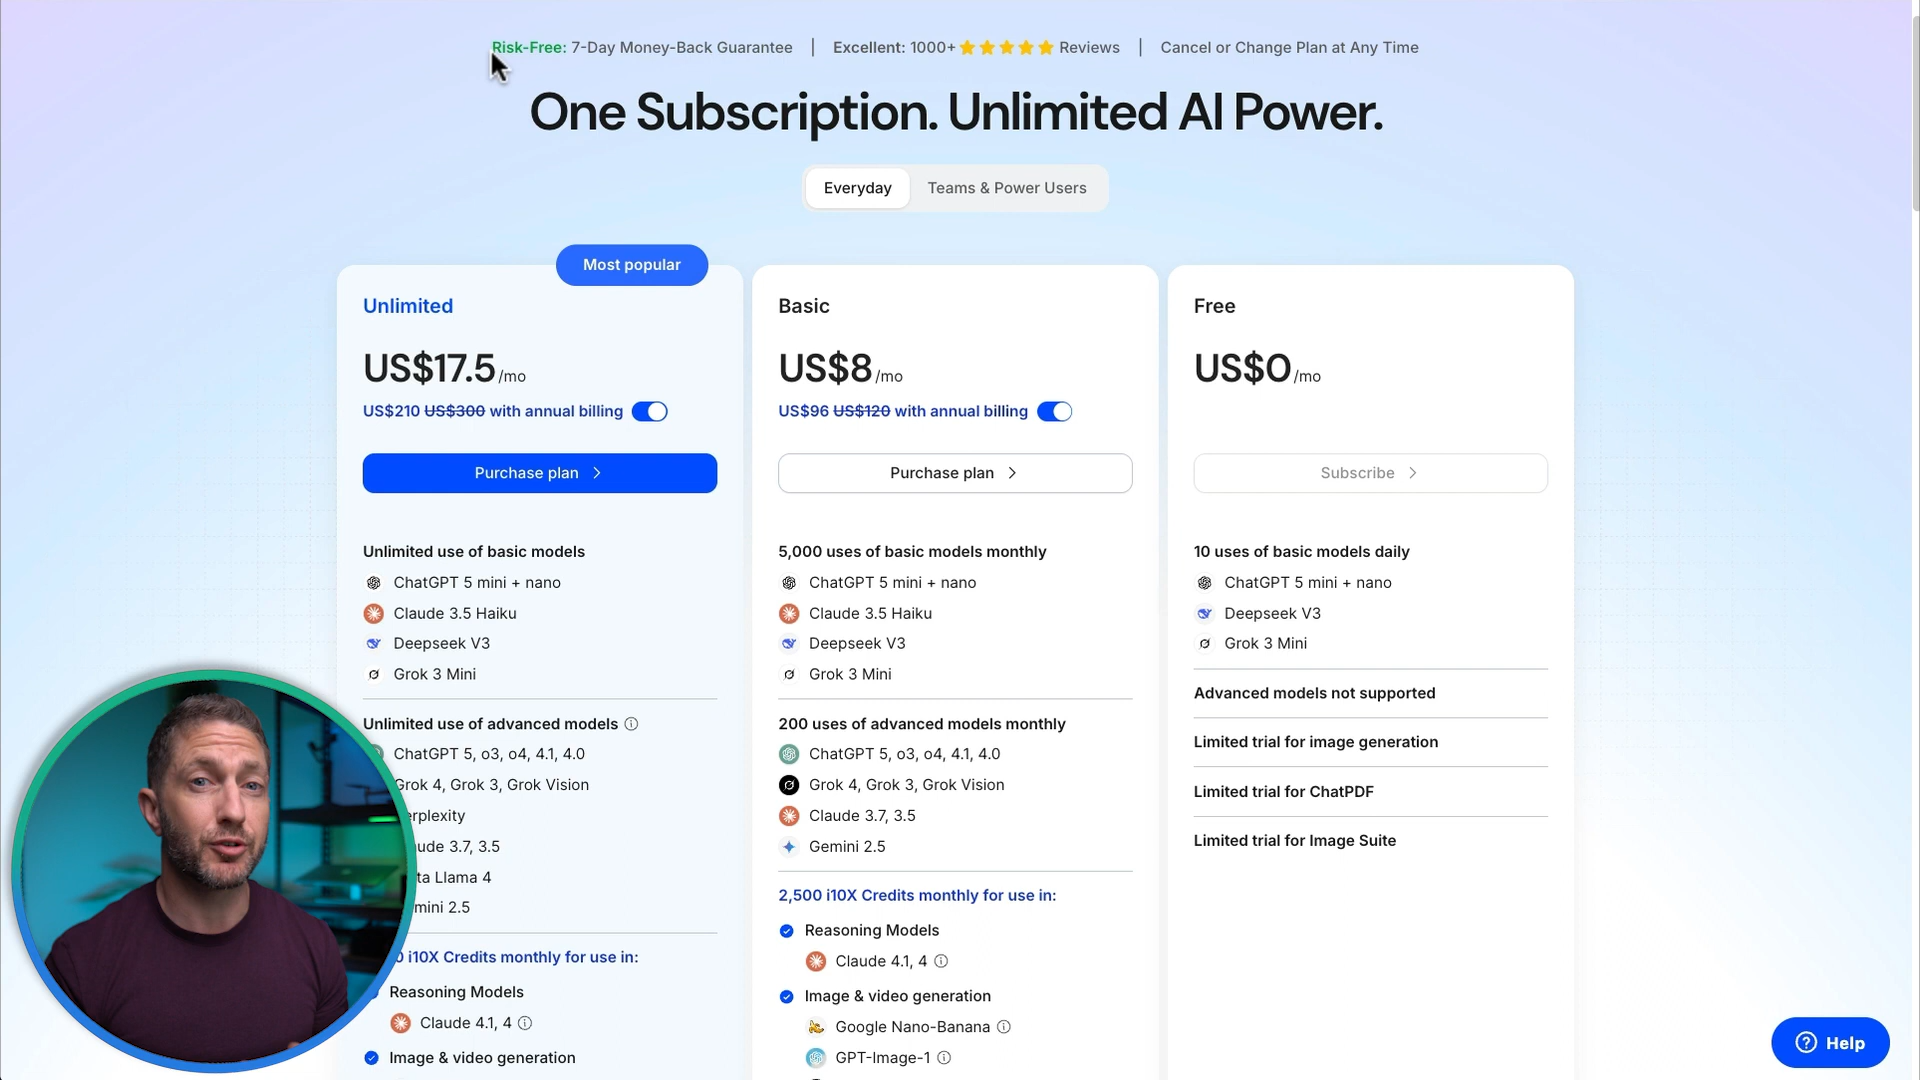 Risk-Free: 7-Day Money-Back Guarantee | Excellent: 1000+ Reviews | Cancel or Change Plan at Any Time
One Subscription. Unlimited AI Power.
Everyday Teams & Power Users
Most popular
Unlimited
US$17.5/mo
US$210 US$300 with annual billing
Purchase plan
Unlimited use of basic models
ChatGPT 5 mini + nano
Claude 3.5 Haiku
Deepseek V3
Grok 3 Mini
Unlimited use of advanced models
ChatGPT 5, o3, o4, 4.1, 4.0
Grok 4, Grok 3, Grok Vision
erplexity
ude 3.7, 3.5
ta Llama 4
mini 2.5
i10X Credits monthly for use in:
Reasoning Models
Claude 4.1, 4
Image & video generation
Basic
US$8/mo
US$96 US$120 with annual billing
Purchase plan
5,000 uses of basic models monthly
ChatGPT 5 mini + nano
Claude 3.5 Haiku
Deepseek V3
Grok 3 Mini
200 uses of advanced models monthly
ChatGPT 5, o3, o4, 4.1, 4.0
Grok 4, Grok 3, Grok Vision
Claude 3.7, 3.5
Gemini 2.5
2,500 i10X Credits monthly for use in:
Reasoning Models
Claude 4.1, 4
Image & video generation
Google Nano-Banana
GPT-Image-1
Free
US$0/mo
Subscribe
10 uses of basic models daily
ChatGPT 5 mini + nano
Deepseek V3
Grok 3 Mini
Advanced models not supported
Limited trial for image generation
Limited trial for ChatPDF
Limited trial for Image Suite
Help